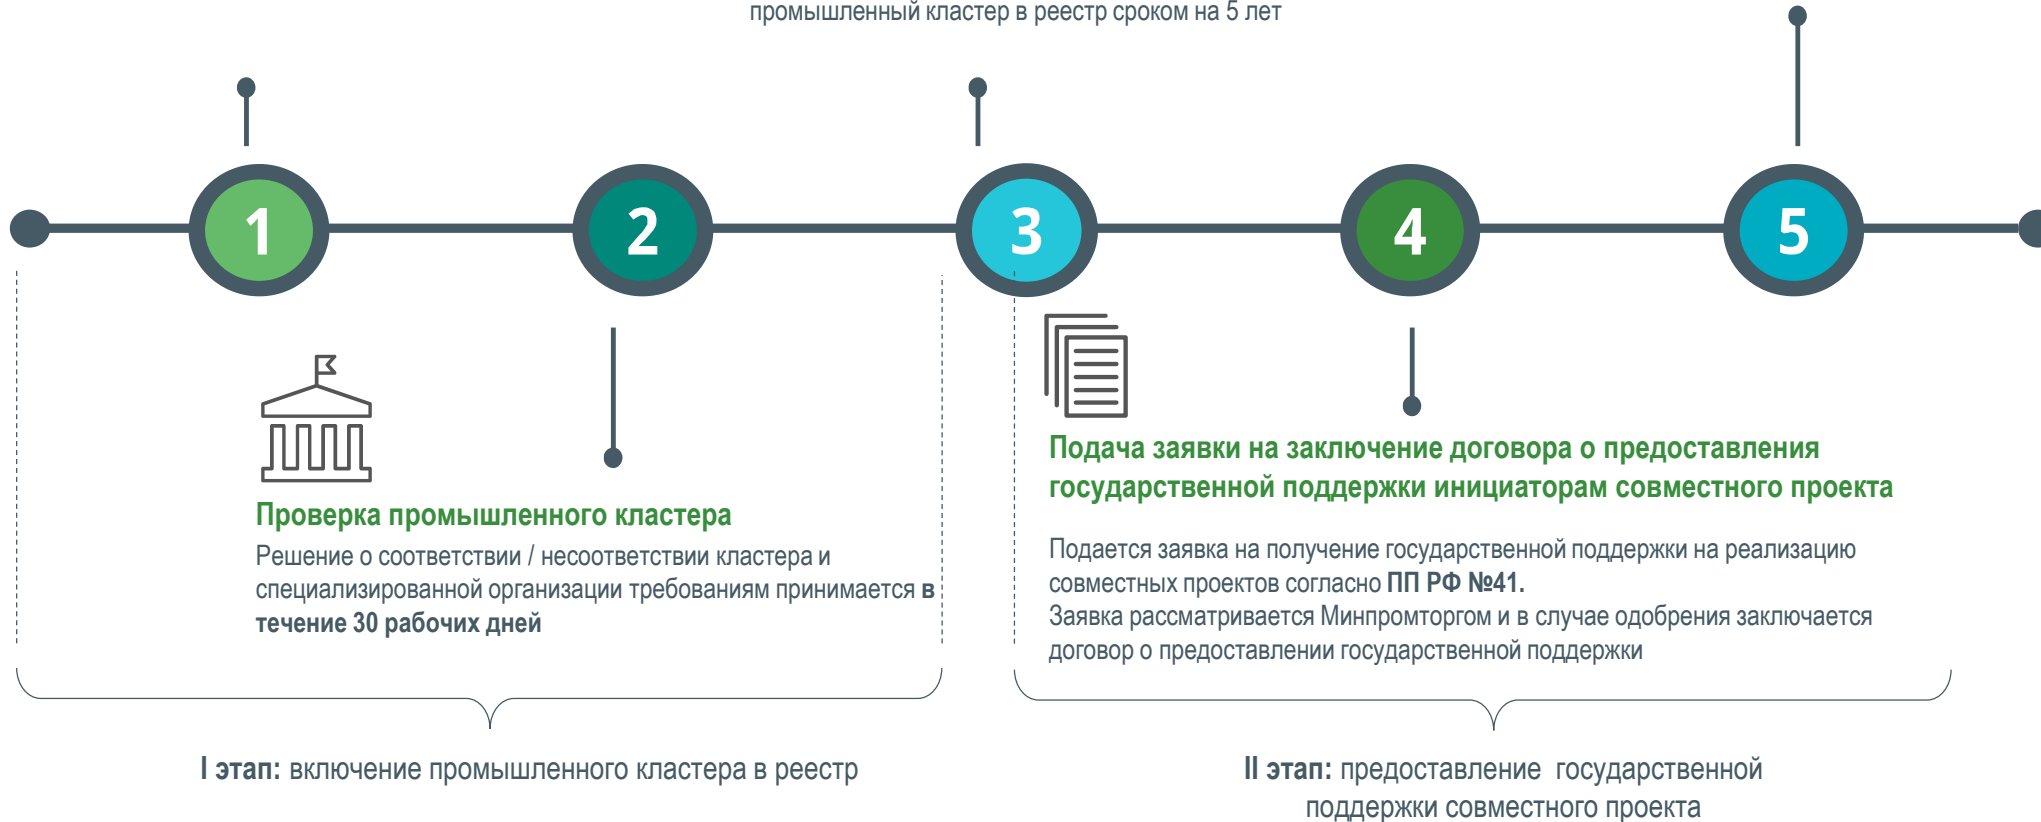 промышленный кластер в реестр сроком на 5 лет
1
2
3
4
5
Проверка промышленного кластера
Решение о соответствии / несоответствии кластера и
специализированной организации требованиям принимается в
течение 30 рабочих дней
Подача заявки на заключение договора о предоставления
государственной поддержки инициаторам совместного проекта
Подается заявка на получение государственной поддержки на реализацию
совместных проектов согласно ПП РФ №41.
Заявка рассматривается Минпромторгом и в случае одобрения заключается
договор о предоставлении государственной поддержки
I этап: включение промышленного кластера в реестр
II этап: предоставление государственной
поддержки совместного проекта